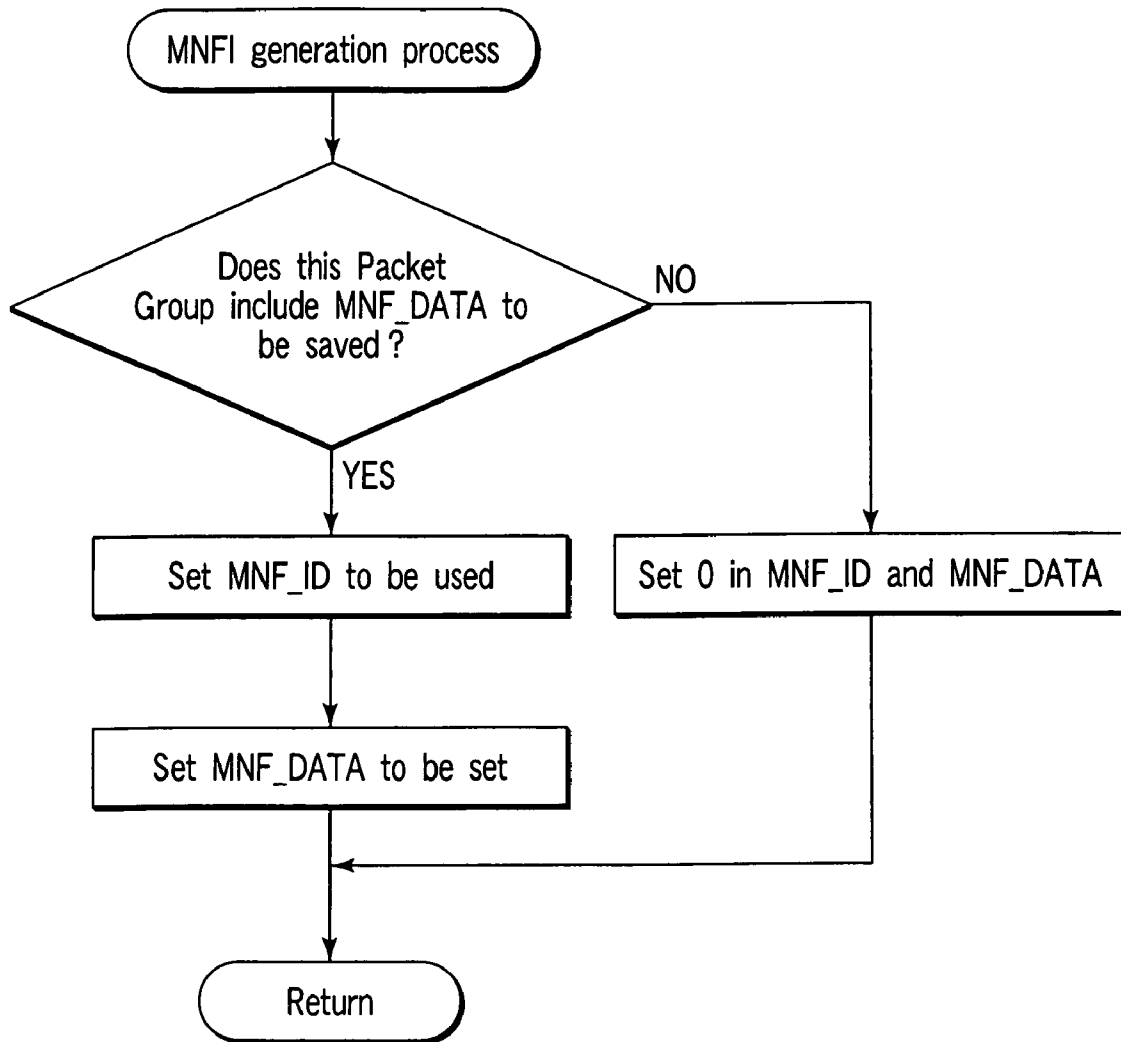 MNFI generation process
Does this Packet
Group include MNF_DATA to
be saved ?
NO
YES
Set MNF_ID to be used
Set 0 in MNF_ID and MNF_DATA
Set MNF_DATA to be set
Return